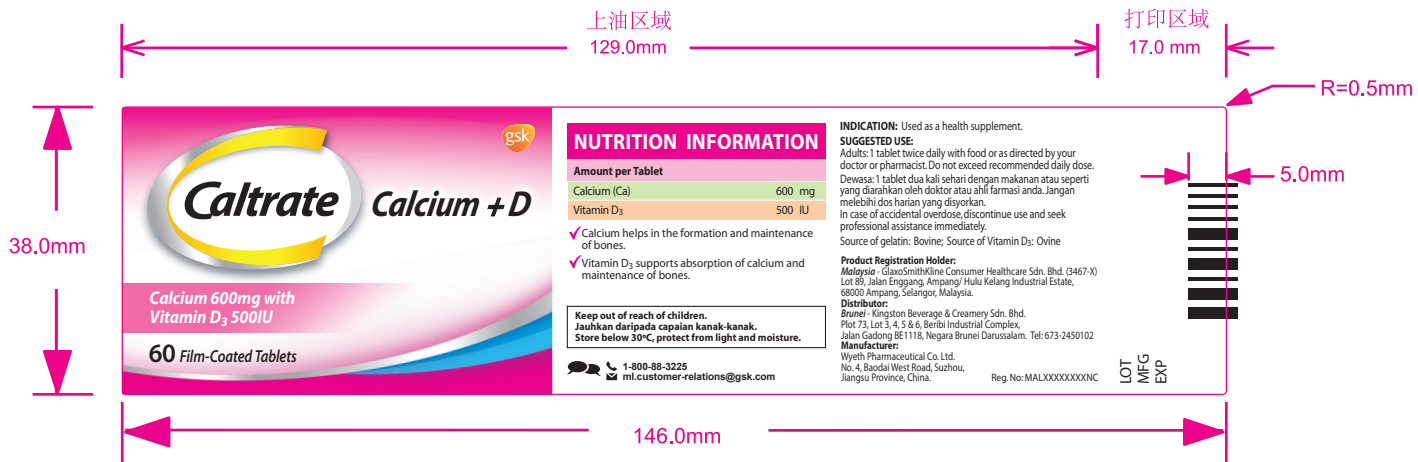 上油区域
129.0mm
打印区域
17.0 mm
R=0.5mm
38.0mm
5.0mm
146.0mm
gsk
Caltrate Calcium + D
Calcium 600mg with
Vitamin D3 500IU
60 Film-Coated Tablets
NUTRITION INFORMATION
Amount per Tablet
Calcium (Ca) 600 mg
Vitamin D3 500 IU
✓Calcium helps in the formation and maintenance
of bones.
✓Vitamin D3 supports absorption of calcium and
maintenance of bones.
Keep out of reach of children.
Jauhkan daripada capaian kanak-kanak.
Store below 30ºC, protect from light and moisture.
1-800-88-3225
ml.customer-relations@gsk.com
INDICATION: Used as a health supplement.
SUGGESTED USE:
Adults: 1 tablet twice daily with food or as directed by your
doctor or pharmacist. Do not exceed recommended daily dose.
Dewasa: 1 tablet dua kali sehari dengan makanan atau seperti
yang diarahkan oleh doktor atau ahli farmasi anda. Jangan
melebihi dos harian yang disyorkan.
In case of accidental overdose, discontinue use and seek
professional assistance immediately.
Source of gelatin: Bovine; Source of Vitamin D3: Ovine
Product Registration Holder:
Malaysia - GlaxoSmithKline Consumer Healthcare Sdn. Bhd. (3467-X)
Lot 89, Jalan Enggang, Ampang/ Hulu Kelang Industrial Estate,
68000 Ampang, Selangor, Malaysia.
Distributor:
Brunei - Kingston Beverage & Creamery Sdn. Bhd.
Plot 73, Lot 3, 4, 5 & 6, Beribi Industrial Complex,
Jalan Gadong BE1118, Negara Brunei Darussalam. Tel: 673-2450102
Manufacturer:
Wyeth Pharmaceutical Co. Ltd.
No. 4, Baodai West Road, Suzhou,
Jiangsu Province, China. Reg. No: MALXXXXXXXXNC
LOT
MFG
EXP